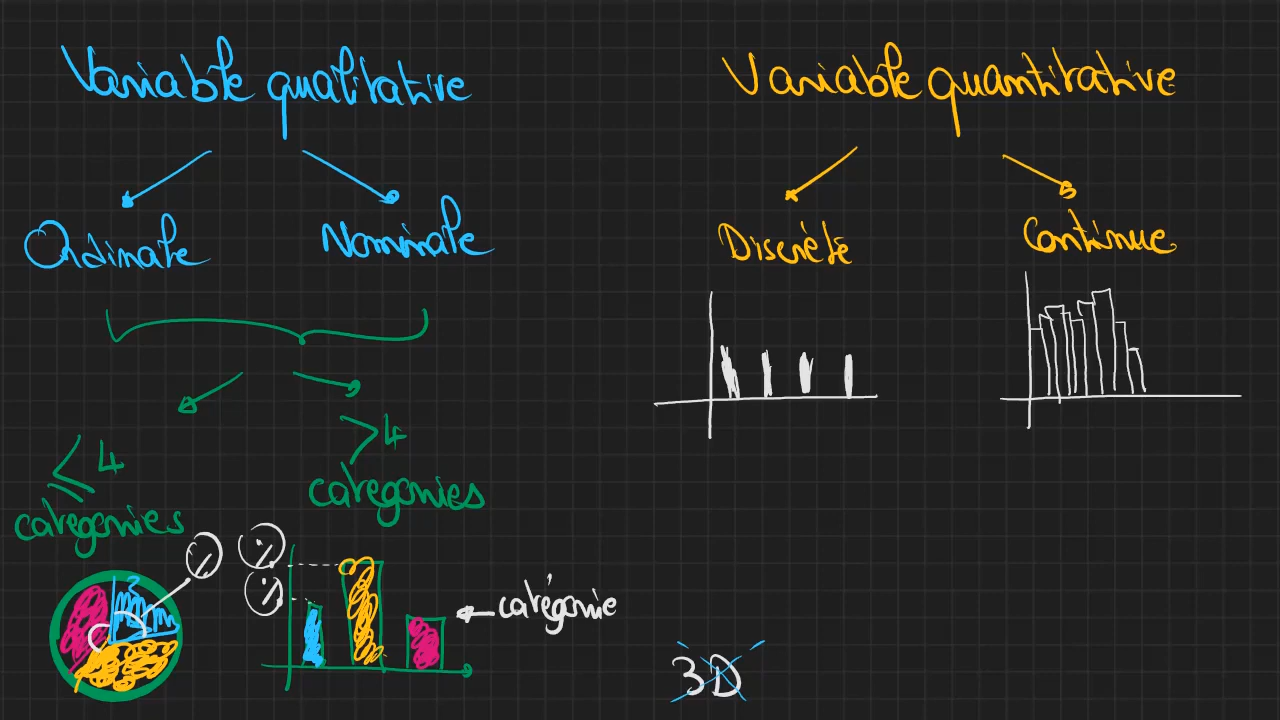 Variable qualitative
Ordinale
Nominale
≤ 4
catégories
> 4
catégories
%
%
%
catégorie
Variable quantitative
Discrète
Continue
3D